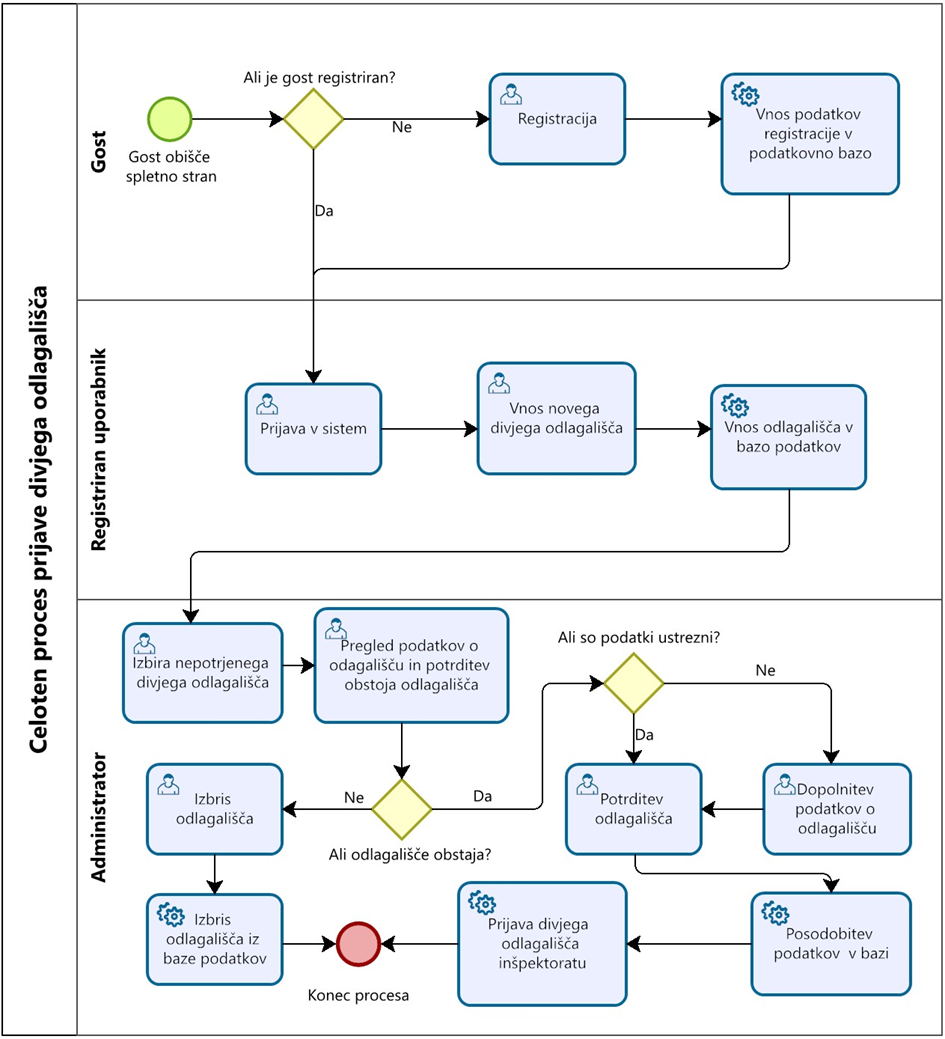 Celoten proces prijave divjega odlagališča
Gost
Ali je gost registriran?
Gost obišče
spletno stran
Ne
Da
Registracija
Vnos podatkov
registracije v
podatkovno bazo
Registriran uporabnik
Prijava v sistem
Vnos novega
divjega odlagališča
Vnos odlagališča v
bazo podatkov
Administrator
Izbira nepotrjenega
divjega odlagališča
Pregled podatkov o
odagališču in potrditev
obstoja odlagališča
Ali so podatki ustrezni?
Ne
Da
Izbris
odlagališča
Ne
Da
Ali odlagališče obstaja?
Potrditev
odlagališča
Dopolnitev
podatkov o
odlagališču
Izbris
odlagališča iz
baze podatkov
Konec procesa
Prijava divjega
odlagališča
inšpektoratu
Posodobitev
podatkov v bazi